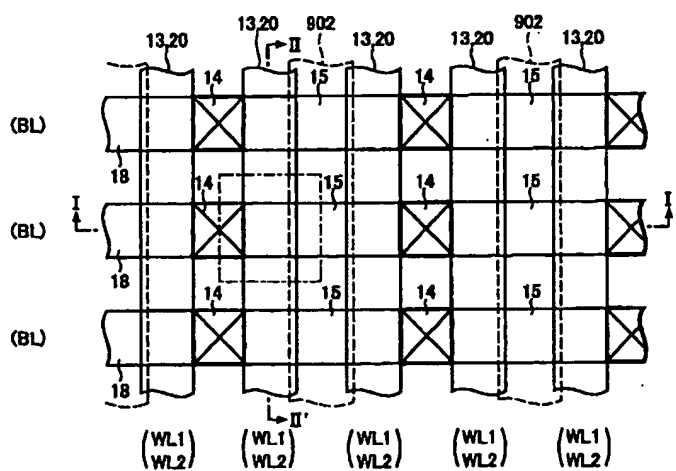 13,20 13,20 II 902 13,20 13,20 902 13,20
14 15 14 15
(BL)
18 14 15 14 15
I (BL) I'
18 14 15 14 15
(BL)
18
II'
(WL1 WL2) (WL1 WL2) (WL1 WL2) (WL1 WL2) (WL1 WL2)